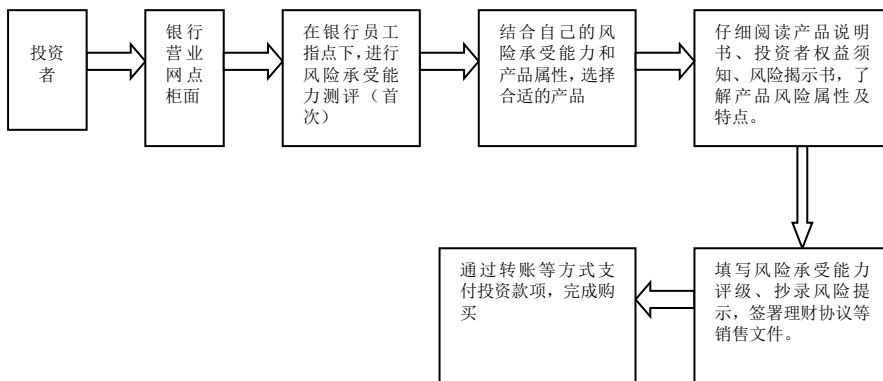 投资
者
银行
营业
网点
柜面
在银行员工
指点下，进行
风险承受能
力测评（首
次）
结合自己的风
险承受能力和
产品属性，选择
合适的产品
仔细阅读产品说明
书、投资者权益须
知、风险揭示书，了
解产品风险属性及
特点。
填写风险承受能力
评级、抄录风险提
示，签署理财协议等
销售文件。
通过转账等方式支
付投资款项，完成购
买